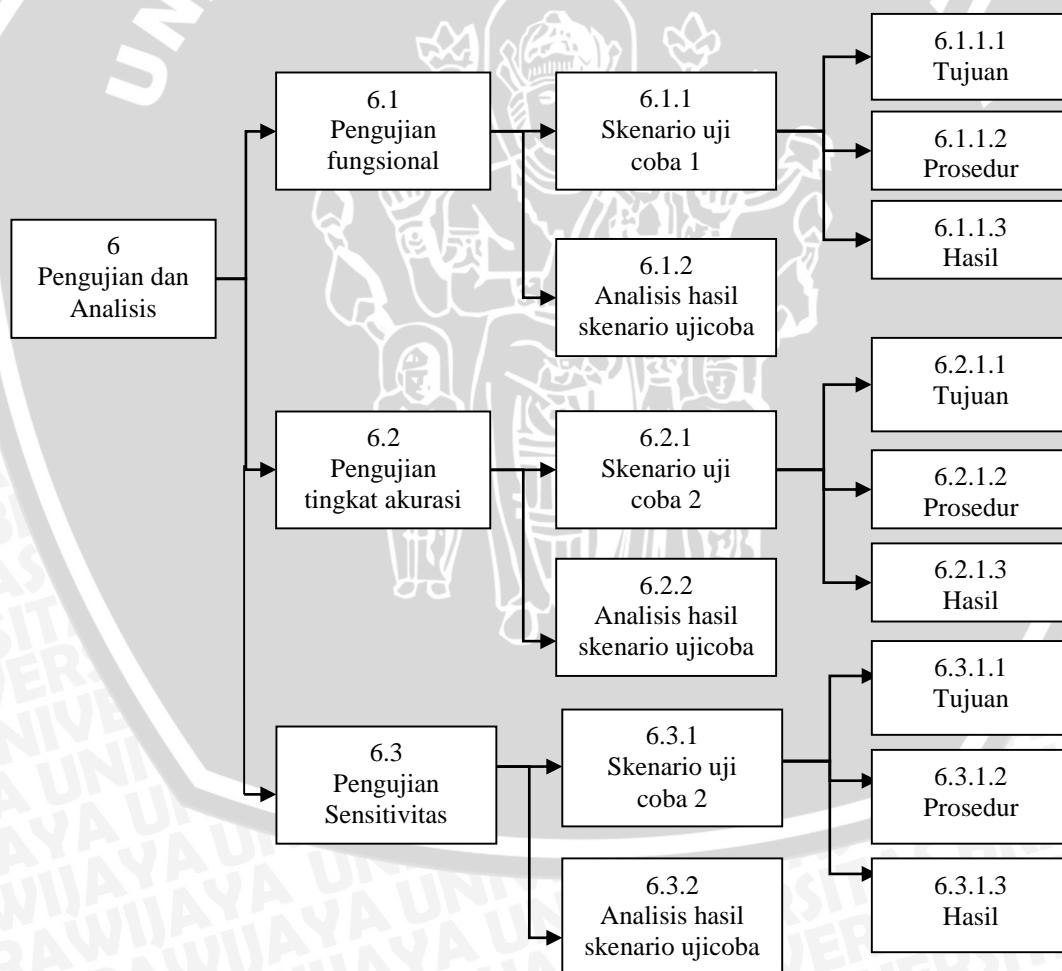 6
Pengujian dan
Analisis
6.1
Pengujian
fungsional
6.1.1
Skenario uji
coba 1
6.1.1.1
Tujuan
6.1.1.2
Prosedur
6.1.1.3
Hasil
6.1.2
Analisis hasil
skenario ujicoba
6.2
Pengujian
tingkat akurasi
6.2.1
Skenario uji
coba 2
6.2.1.1
Tujuan
6.2.1.2
Prosedur
6.2.1.3
Hasil
6.2.2
Analisis hasil
skenario ujicoba
6.3
Pengujian
Sensitivitas
6.3.1
Skenario uji
coba 2
6.3.1.1
Tujuan
6.3.1.2
Prosedur
6.3.1.3
Hasil
6.3.2
Analisis hasil
skenario ujicoba